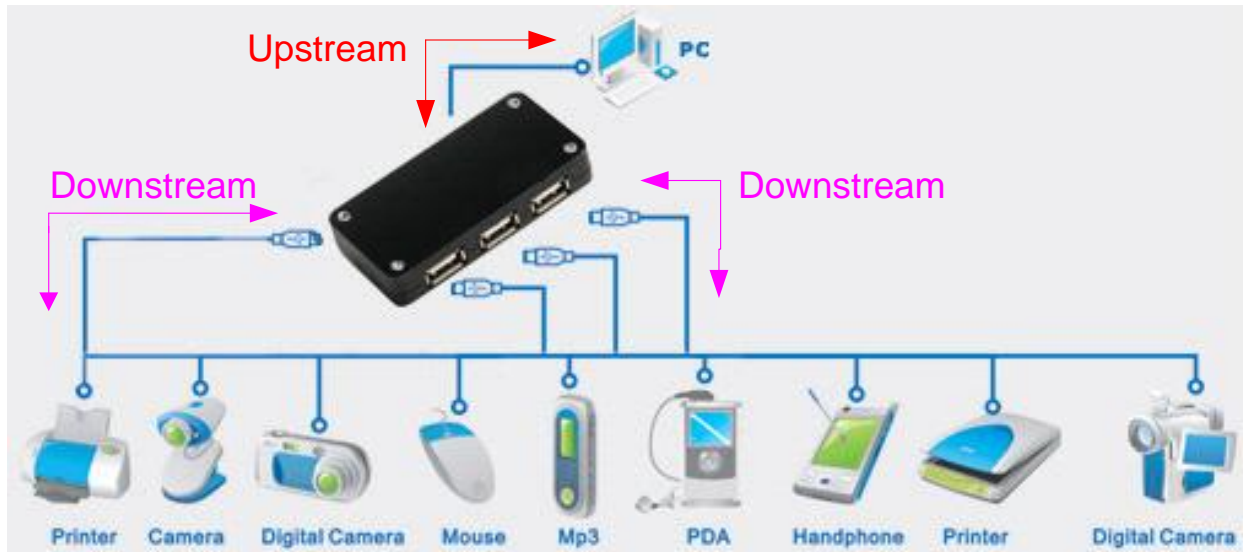 Upstream
PC
Downstream
Downstream
Printer
Camera
Digital Camera
Mouse
Mp3
PDA
Handphone
Printer
Digital Camera